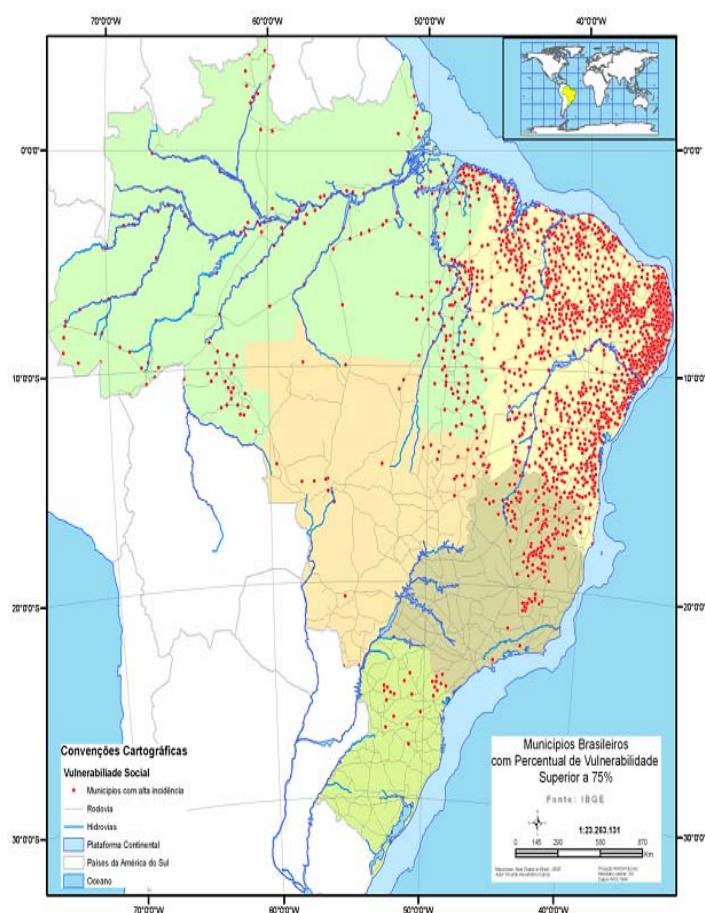 70°0'0"W
60°0'0"W
50°0'0"W
40°0'0"W
0°0'0"
0°0'0"
10°0'0"S
10°0'0"S
20°0'0"S
20°0'0"S
30°0'0"S
30°0'0"S
Convenções Cartográficas
Vulnerabiliade Social
Municípios com alta incidência
Rodovia
Hidrovias
Plataforma Continental
Países da América do Sul
Oceano
Municípios Brasileiros
com Percentual de Vulnerabilidade
Superior a 75%
Fonte: IBGE
1:23.263.131
0 145 290 580 870
Km
70°0'0"W
60°0'0"W
50°0'0"W
40°0'0"W